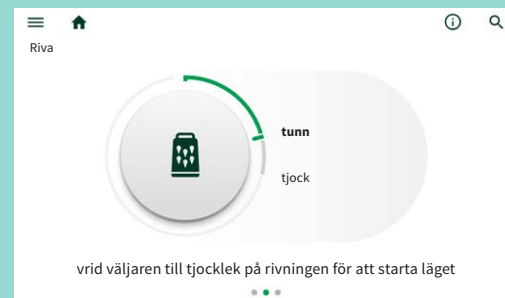 Riva
tunn
tjock
vrid väljaren till tjocklek på rivningen för att starta läget